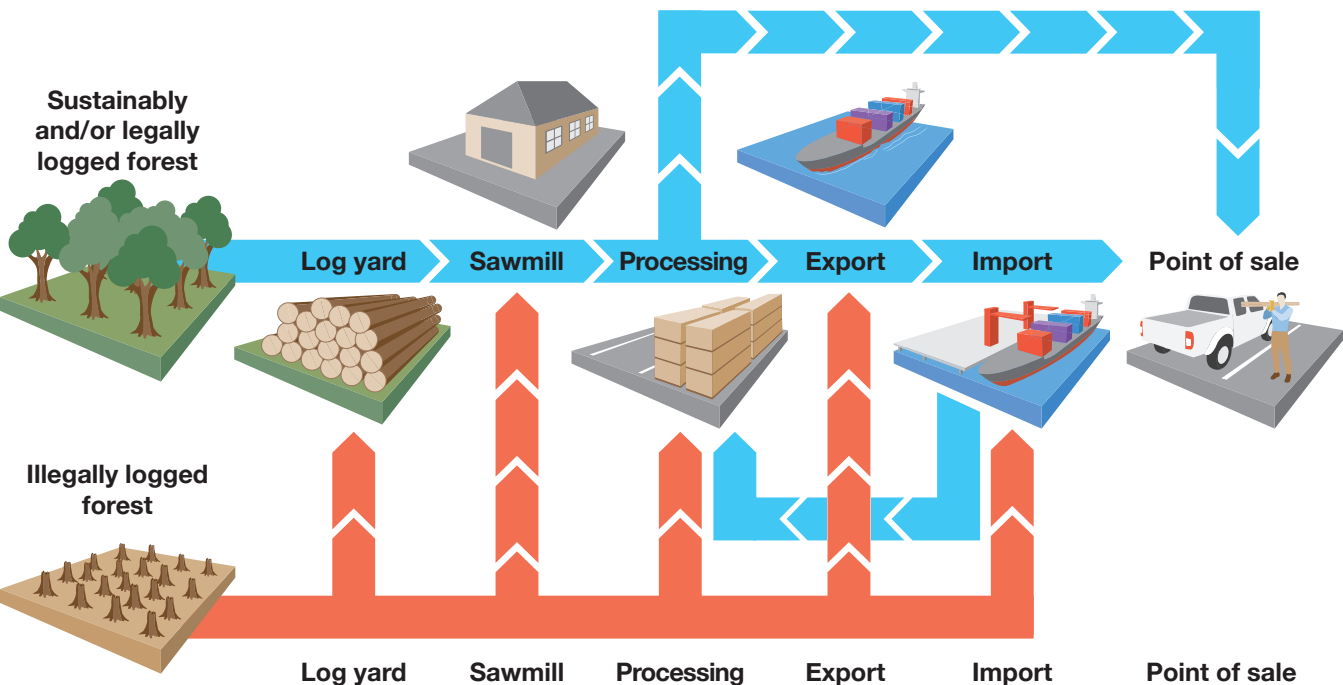 Sustainably
and/or legally
logged forest
Log yard
Sawmill
Processing
Export
Import
Point of sale
Illegally logged
forest
Log yard
Sawmill
Processing
Export
Import
Point of sale